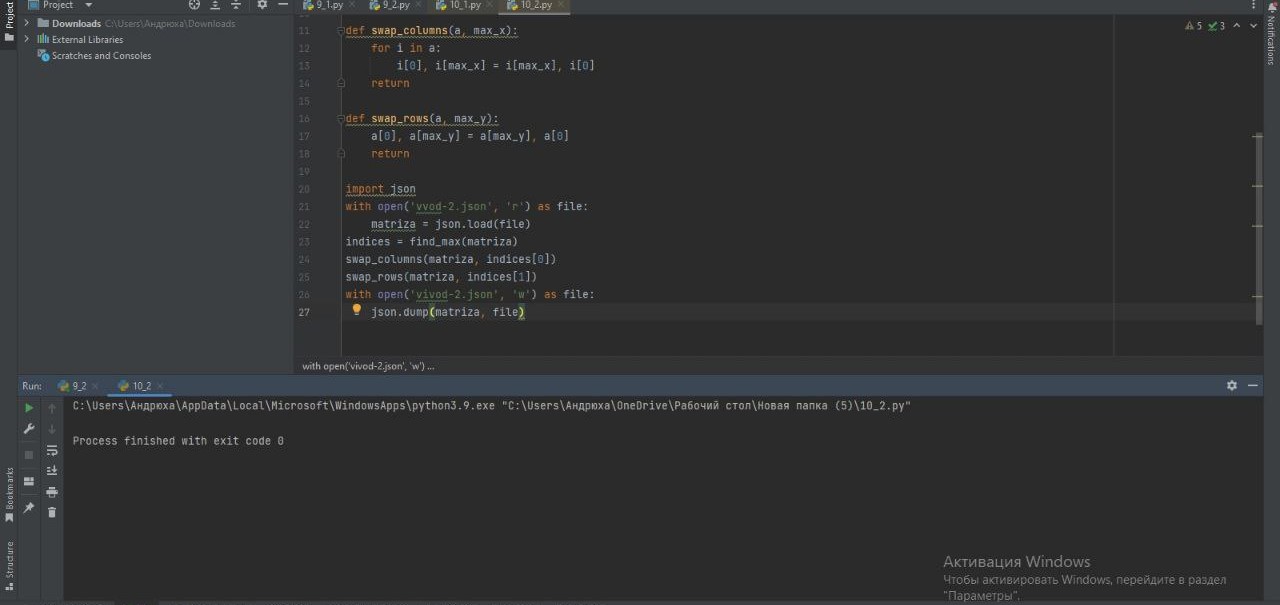 Project
9_1.py
9_2.py
10_1.py
10_2.py
Project
Downloads C:\Users\Андрюха\Downloads
External Libraries
Scratches and Consoles
5 3
Notifications
11 def swap_columns(a, max_x):
12 for i in a:
13 i[0], i[max_x] = i[max_x], i[0]
14 return
15
16 def swap_rows(a, max_y):
17 a[0], a[max_y] = a[max_y], a[0]
18 return
19
20 import json
21 with open('vvod-2.json', 'r') as file:
22 matriza = json.load(file)
23 indices = find_max(matriza)
24 swap_columns(matriza, indices[0])
25 swap_rows(matriza, indices[1])
26 with open('vivod-2.json', 'w') as file:
27 json.dump(matriza, file)
with open('vivod-2.json', 'w') ...
Run: 9_2 10_2
C:\Users\Андрюха\AppData\Local\Microsoft\WindowsApps\python3.9.exe "C:\Users\Андрюха\OneDrive\Рабочий стол\Новая папка (5)\10_2.py"
Process finished with exit code 0
Bookmarks
Structure
Активация Windows
Чтобы активировать Windows, перейдите в раздел
"Параметры".